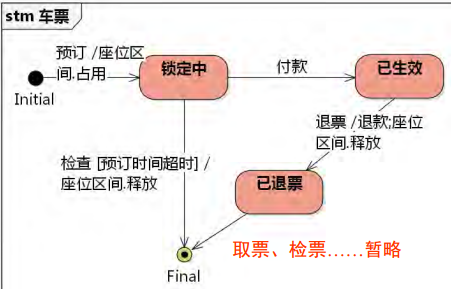 stm 车票
预订 /座位区
间.占用
锁定中
付款
已生效
Initial
退票 /退款;座位
区间.释放
检查 [预订时间超时] /
座位区间.释放
已退票
取票、检票……暂略
Final